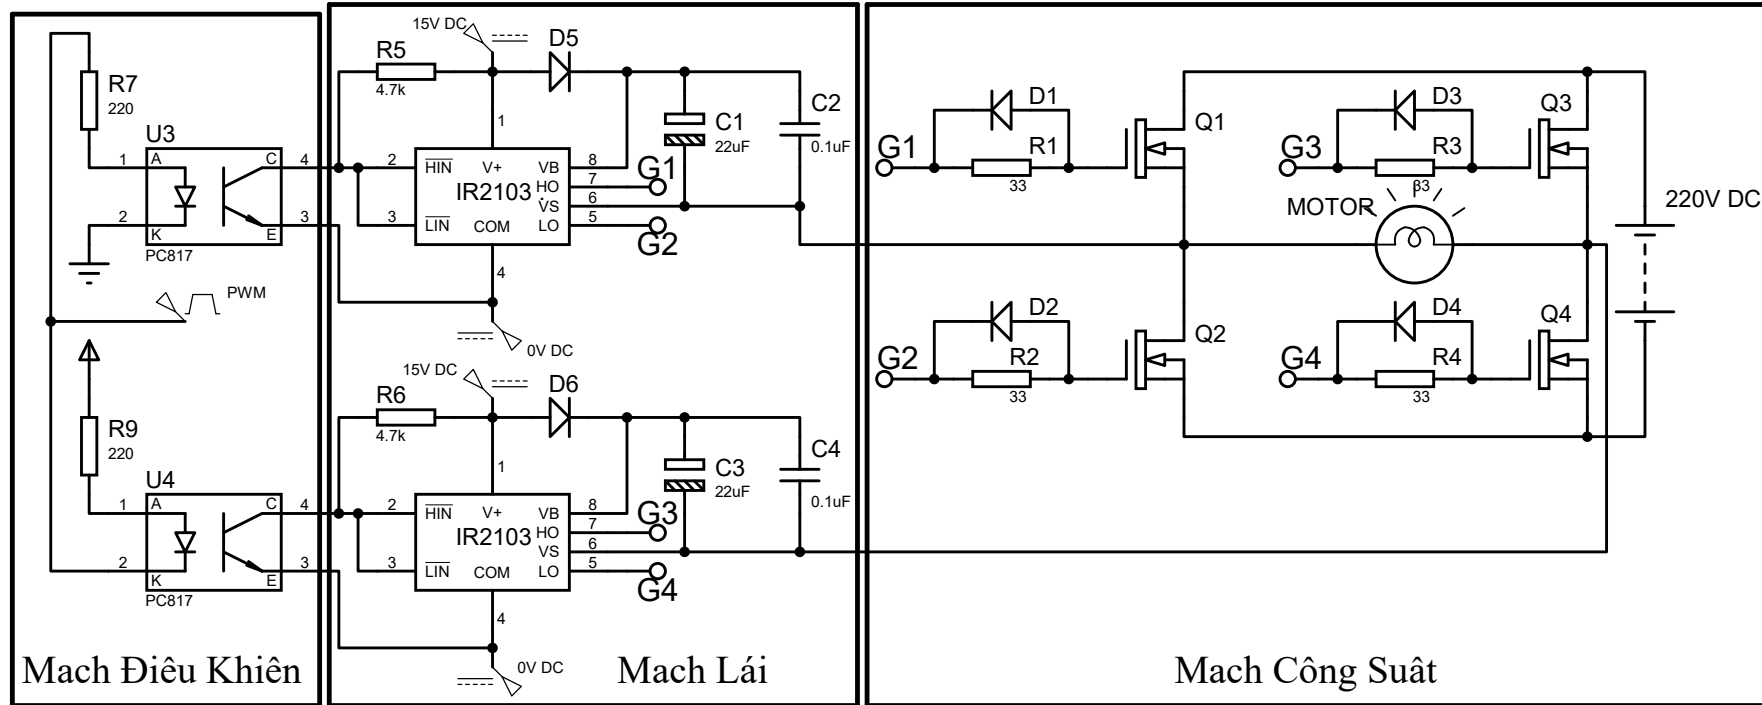 R7
220
U3
1
A
C
4
2
K
E
3
PC817
PWM
R9
220
U4
1
A
C
4
2
K
E
3
PC817
Mach Điêu Khiên
15V DC
R5
4.7k
D5
C1
22uF
C2
0.1uF
1
2
HIN
V+
VB
8
IR2103
HO
7
G1
VS
6
3
LIN
COM
LO
5
G2
4
0V DC
15V DC
R6
4.7k
D6
C3
22uF
C4
0.1uF
1
2
HIN
V+
VB
8
IR2103
HO
7
G3
VS
6
3
LIN
COM
LO
5
G4
4
0V DC
Mach Lái
D1
G1
R1
33
Q1
D3
G3
R3
33
Q3
MOTOR
220V DC
D2
G2
R2
33
Q2
D4
G4
R4
33
Q4
Mach Công Suât